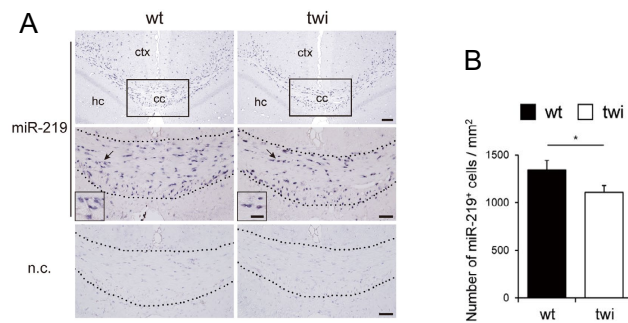 A
wt twi
miR-219
ctx ctx
hc cc hc cc
n.c.
B
wt twi
*
Number of miR-219⁺ cells / mm²
1500
1000
500
0
wt twi